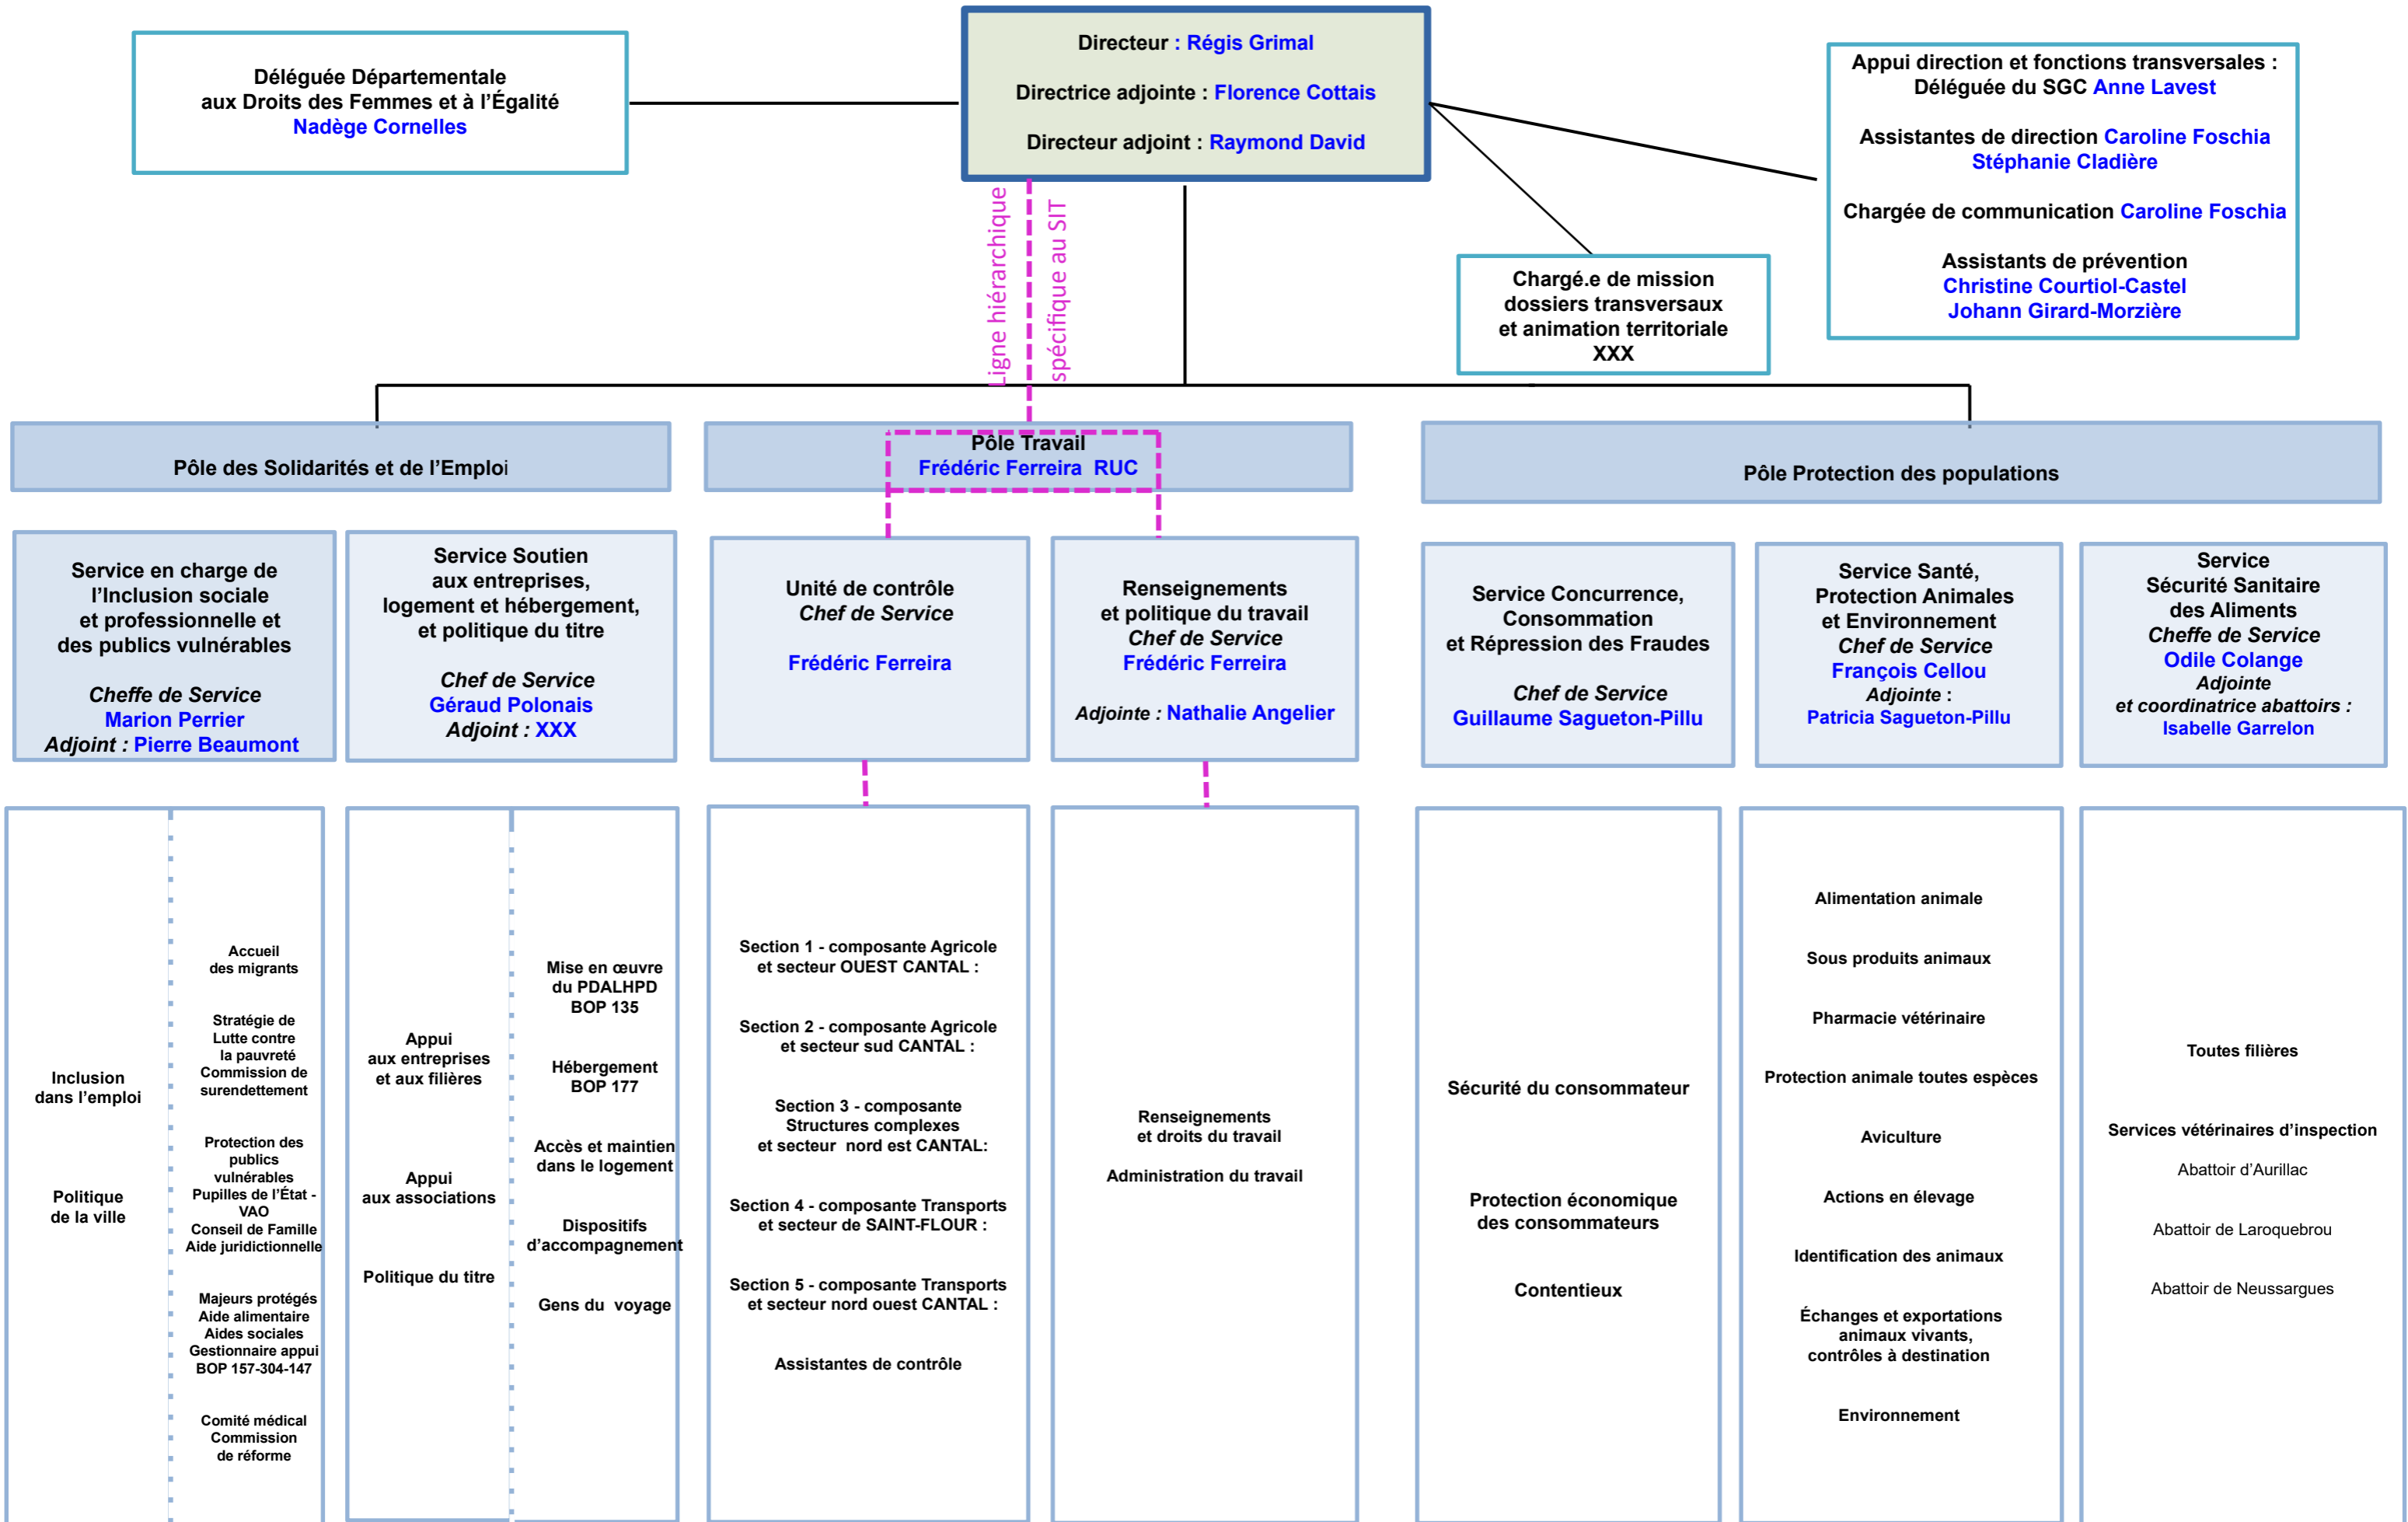 Directeur : Régis Grimal
Directrice adjointe : Florence Cottais
Directeur adjoint : Raymond David
Déléguée Départementale
aux Droits des Femmes et à l'Égalité
Nadège Cornelles
Appui direction et fonctions transversales :
Déléguée du SGC Anne Lavest
Assistantes de direction Caroline Foschia
Stéphanie Cladière
Chargée de communication Caroline Foschia
Assistants de prévention
Christine Courtiol-Castel
Johann Girard-Morzière
Ligne hiérarchique
spécifique au SIT
Chargé.e de mission
dossiers transversaux
et animation territoriale
XXX
Pôle des Solidarités et de l'Emploi
Pôle Travail
Frédéric Ferreira RUC
Pôle Protection des populations
Service en charge de
l'Inclusion sociale
et professionnelle et
des publics vulnérables
Cheffe de Service
Marion Perrier
Adjoint : Pierre Beaumont
Service Soutien
aux entreprises,
logement et hébergement,
et politique du titre
Chef de Service
Géraud Polonais
Adjoint : XXX
Unité de contrôle
Chef de Service
Frédéric Ferreira
Renseignements
et politique du travail
Chef de Service
Frédéric Ferreira
Adjointe : Nathalie Angelier
Service Concurrence,
Consommation
et Répression des Fraudes
Chef de Service
Guillaume Sagueton-Pillu
Service Santé,
Protection Animales
et Environnement
Chef de Service
François Cellou
Adjointe :
Patricia Sagueton-Pillu
Service
Sécurité Sanitaire
des Aliments
Cheffe de Service
Odile Colange
Adjointe
et coordinatrice abattoirs :
Isabelle Garrelon
Inclusion
dans l'emploi
Politique
de la ville
Accueil
des migrants
Stratégie de
Lutte contre
la pauvreté
Commission de
surendettement
Protection des
publics
vulnérables
Pupilles de l'État -
VAO
Conseil de Famille
Aide juridictionnelle
Majeurs protégés
Aide alimentaire
Aides sociales
Gestionnaire appui
BOP 157-304-147
Comité médical
Commission
de réforme
Appui
aux entreprises
et aux filières
Appui
aux associations
Politique du titre
Mise en œuvre
du PDALHPD
BOP 135
Hébergement
BOP 177
Accès et maintien
dans le logement
Dispositifs
d'accompagnement
Gens du voyage
Section 1 - composante Agricole
et secteur OUEST CANTAL :
Section 2 - composante Agricole
et secteur sud CANTAL :
Section 3 - composante
Structures complexes
et secteur nord est CANTAL:
Section 4 - composante Transports
et secteur de SAINT-FLOUR :
Section 5 - composante Transports
et secteur nord ouest CANTAL :
Assistantes de contrôle
Renseignements
et droits du travail
Administration du travail
Sécurité du consommateur
Protection économique
des consommateurs
Contentieux
Alimentation animale
Sous produits animaux
Pharmacie vétérinaire
Protection animale toutes espèces
Aviculture
Actions en élevage
Identification des animaux
Échanges et exportations
animaux vivants,
contrôles à destination
Environnement
Toutes filières
Services vétérinaires d'inspection
Abattoir d'Aurillac
Abattoir de Laroquebrou
Abattoir de Neussargues